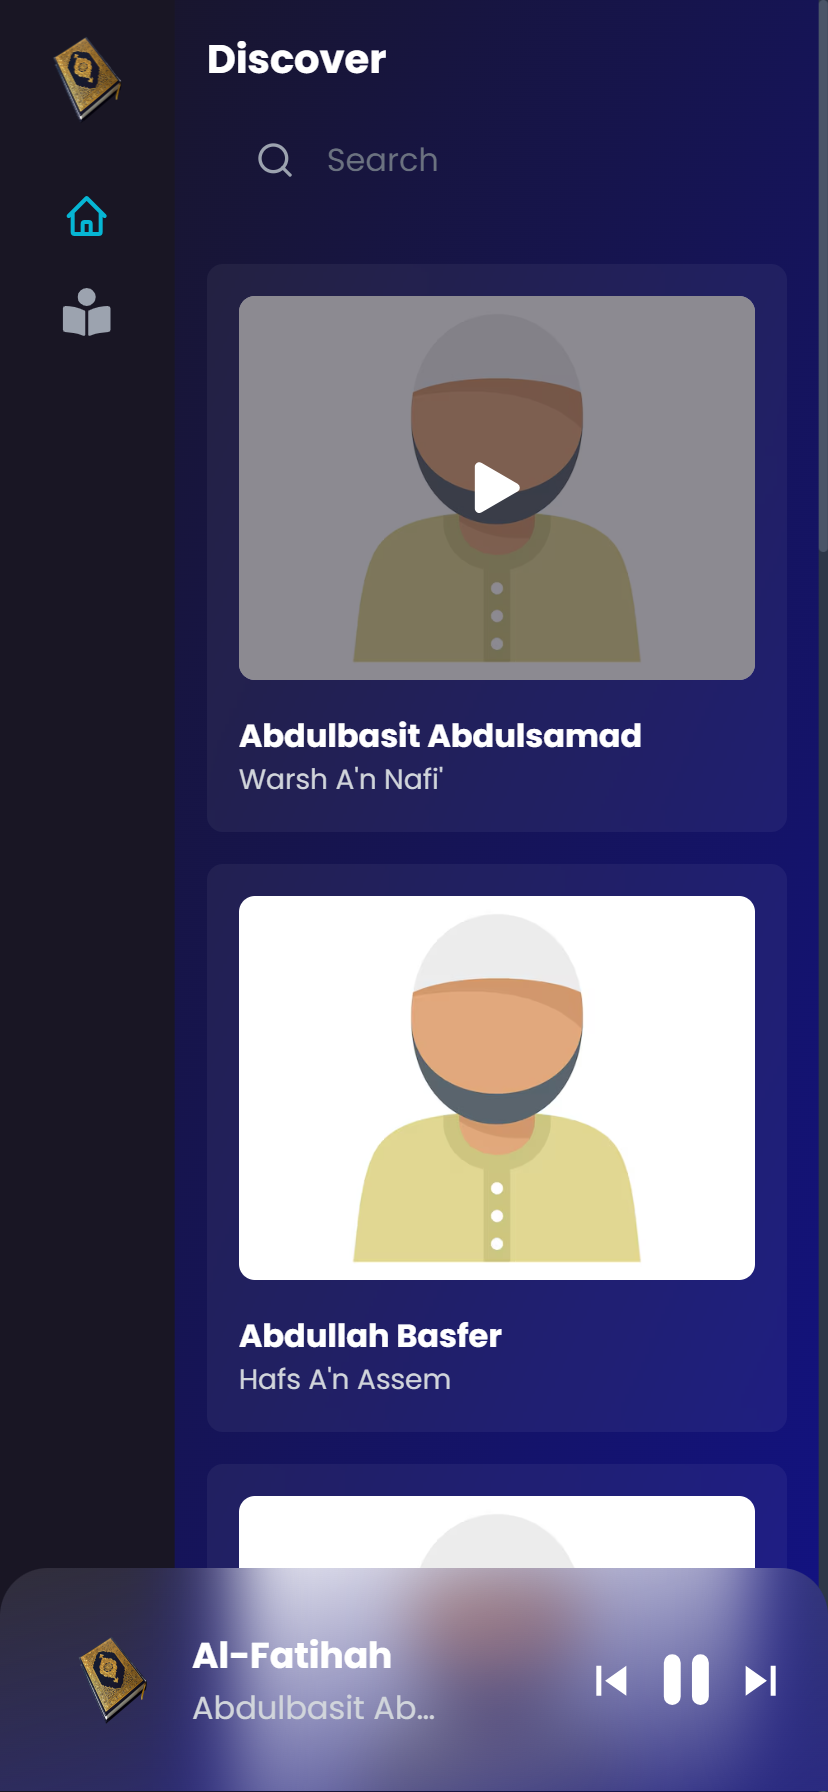 Discover
Search
Abdulbasit Abdulsamad
Warsh A'n Nafi'
Abdullah Basfer
Hafs A'n Assem
Al-Fatihah
Abdulbasit Ab...